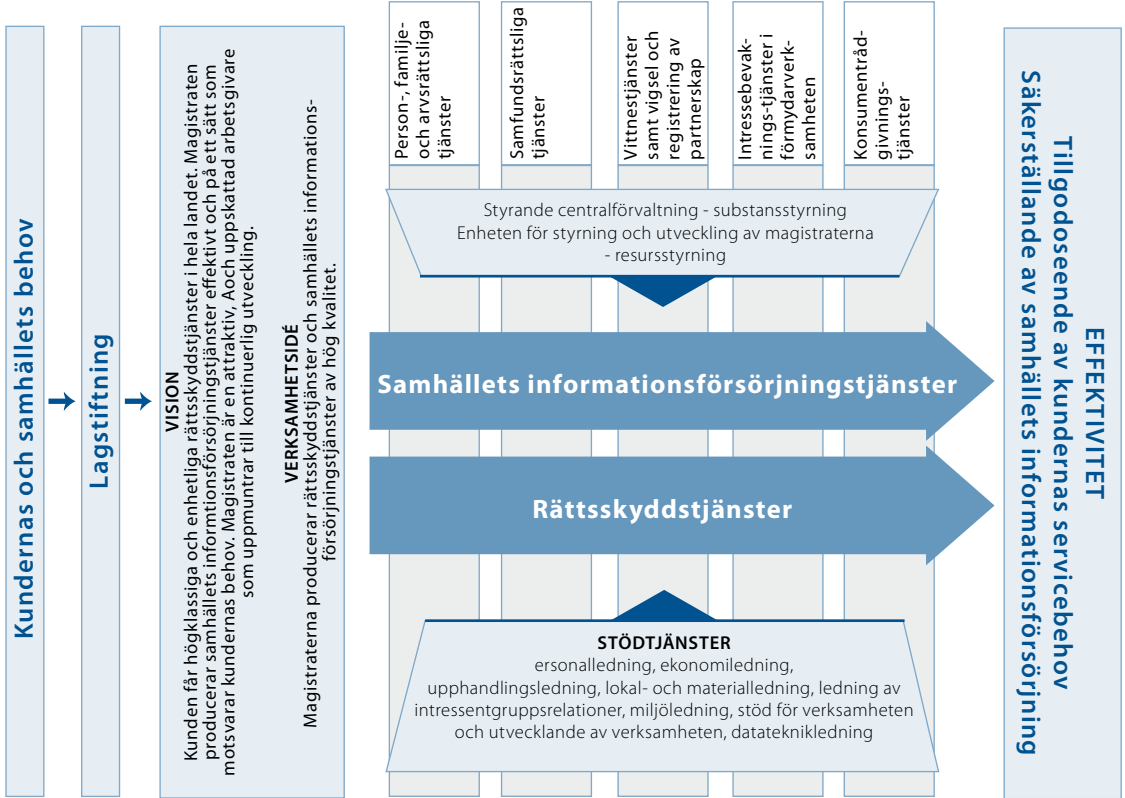 Kundernas och samhällets behov
Lagstiftning
VISION
Kunden får högklassiga och enhetliga rättsskyddstjänster i hela landet. Magistraten
producerar samhällets informtionsförsörjningstjänster effektivt och på ett sätt som
motsvarar kundernas behov. Magistraten är en attraktiv, Aoch uppskattad arbetsgivare
som uppmuntrar till kontinuerlig utveckling.
VERKSAMHETSIDÉ
Magistraterna producerar rättsskyddstjänster och samhällets informations-
försörjningstjänster av hög kvalitet.
Person-, familje-
och arvsrättsliga
tjänster
Samfundsrättsliga
tjänster
Vittnestjänster
samt vigsel och
registrering av
partnerskap
Intressebevak-
nings-tjänster i
förmydarverk-
samheten
Konsumentråd-
givnings-
tjänster
Styrande centralförvaltning - substansstyrning
Enheten för styrning och utveckling av magistraterna
- resursstyrning
Samhällets informationsförsörjningstjänster
Rättsskyddstjänster
STÖDTJÄNSTER
ersonalledning, ekonomiledning,
upphandlingsledning, lokal- och materialledning, ledning av
intressentgruppsrelationer, miljöledning, stöd för verksamheten
och utvecklande av verksamheten, datateknikledning
EFFEKTIVITET
Tillgodoseende av kundernas servicebehov
Säkerställande av samhällets informationsförsörjning